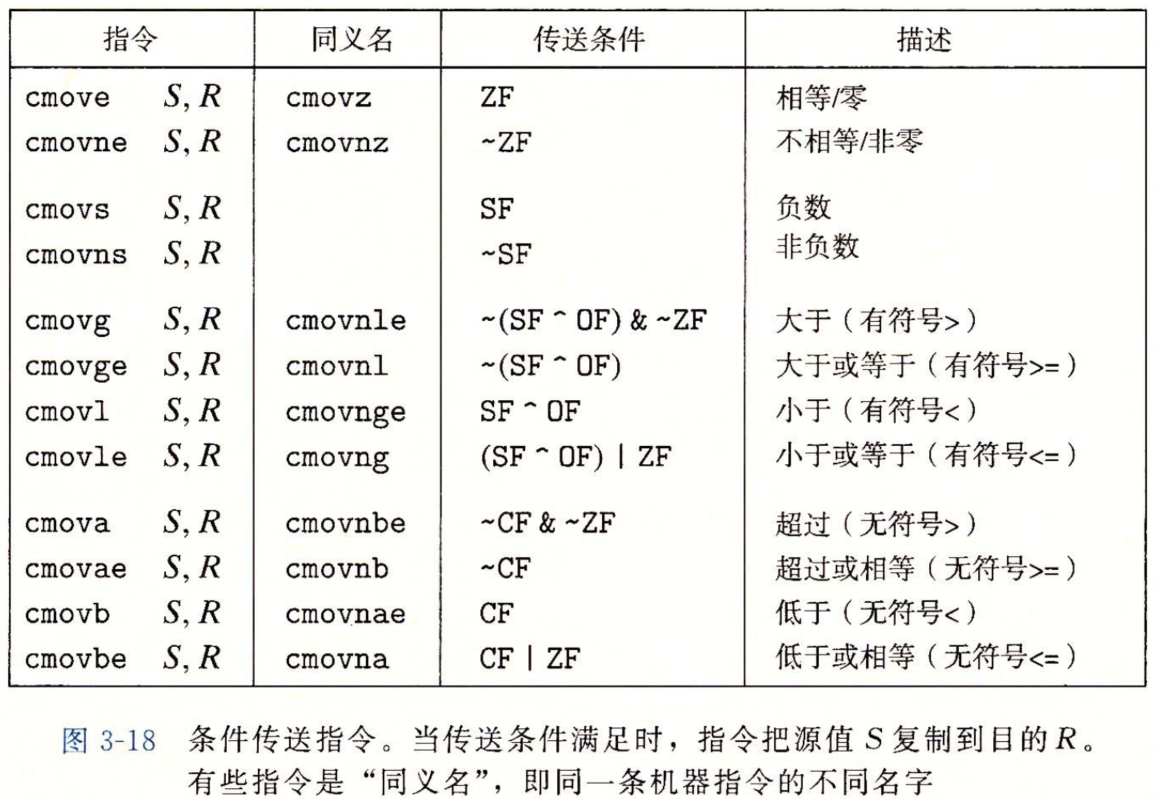 指令 同义名 传送条件 描述
cmove S, R cmovz ZF 相等/零
cmovne S, R cmovnz ~ZF 不相等/非零
cmovs S, R SF 负数
cmovns S, R ~SF 非负数
cmovg S, R cmovnle ~(SF ^ OF) & ~ZF 大于（有符号>）
cmovge S, R cmovnl ~(SF ^ OF) 大于或等于（有符号>=）
cmovl S, R cmovnge SF ^ OF 小于（有符号<）
cmovle S, R cmovng (SF ^ OF) | ZF 小于或等于（有符号<=）
cmova S, R cmovnbe ~CF & ~ZF 超过（无符号>）
cmovae S, R cmovnb ~CF 超过或相等（无符号>=）
cmovb S, R cmovnae CF 低于（无符号<）
cmovbe S, R cmovna CF | ZF 低于或相等（无符号<=）
图 3-18 条件传送指令。当传送条件满足时，指令把源值 S 复制到目的 R。
有些指令是“同义名”，即同一条机器指令的不同名字